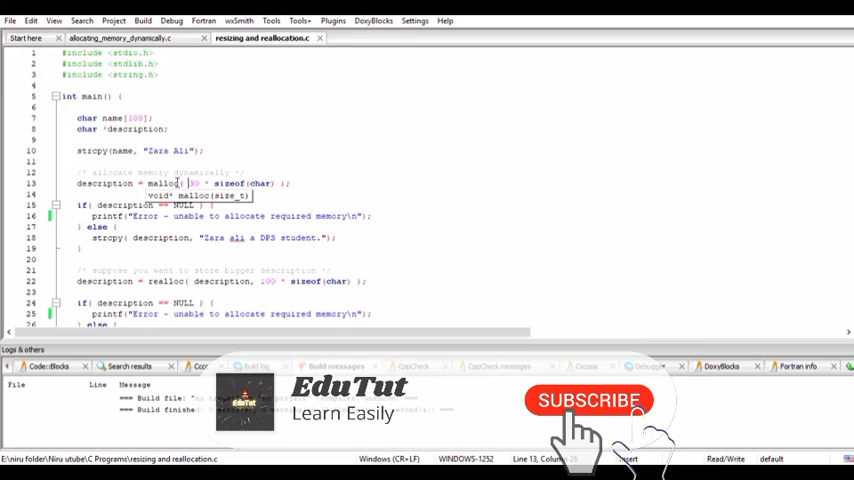 File Edit View Search Project Build Debug Fortran wxSmith Tools Tools+ Plugins DoxyBlocks Settings Help
Start here allocating_memory_dynamically.c resizing and reallocation.c
1 #include <stdio.h>
2 #include <stdlib.h>
3 #include <string.h>
4
5 int main() {
6
7 char name[100];
8 char *description;
9
10 strcpy(name, "Zara Ali");
11
12 /* allocate memory dynamically */
13 description = malloc( 30 * sizeof(char) );
14 void* malloc(size_t)
15 if( description == NULL ) {
16 printf("Error - unable to allocate required memory\n");
17 } else {
18 strcpy( description, "Zara ali a DPS student.");
19 }
20
21 /* suppose you want to store bigger description */
22 description = realloc( description, 100 * sizeof(char) );
23
24 if( description == NULL ) {
25 printf("Error - unable to allocate required memory\n");
26 } else {
Logs & others
Code::Blocks Search results Build log Build messages CppCheck CppCheck messages Cscope Debugger DoxyBlocks Fortran info
File Line Message
=== Build file: "no
=== Build finished:
EduTut
Learn Easily
SUBSCRIBE
E:\niru folder\Niru utube\C Programs\resizing and reallocation.c Windows (CR+LF) WINDOWS-1252 Line 13, Column 26 Insert Read/Write default